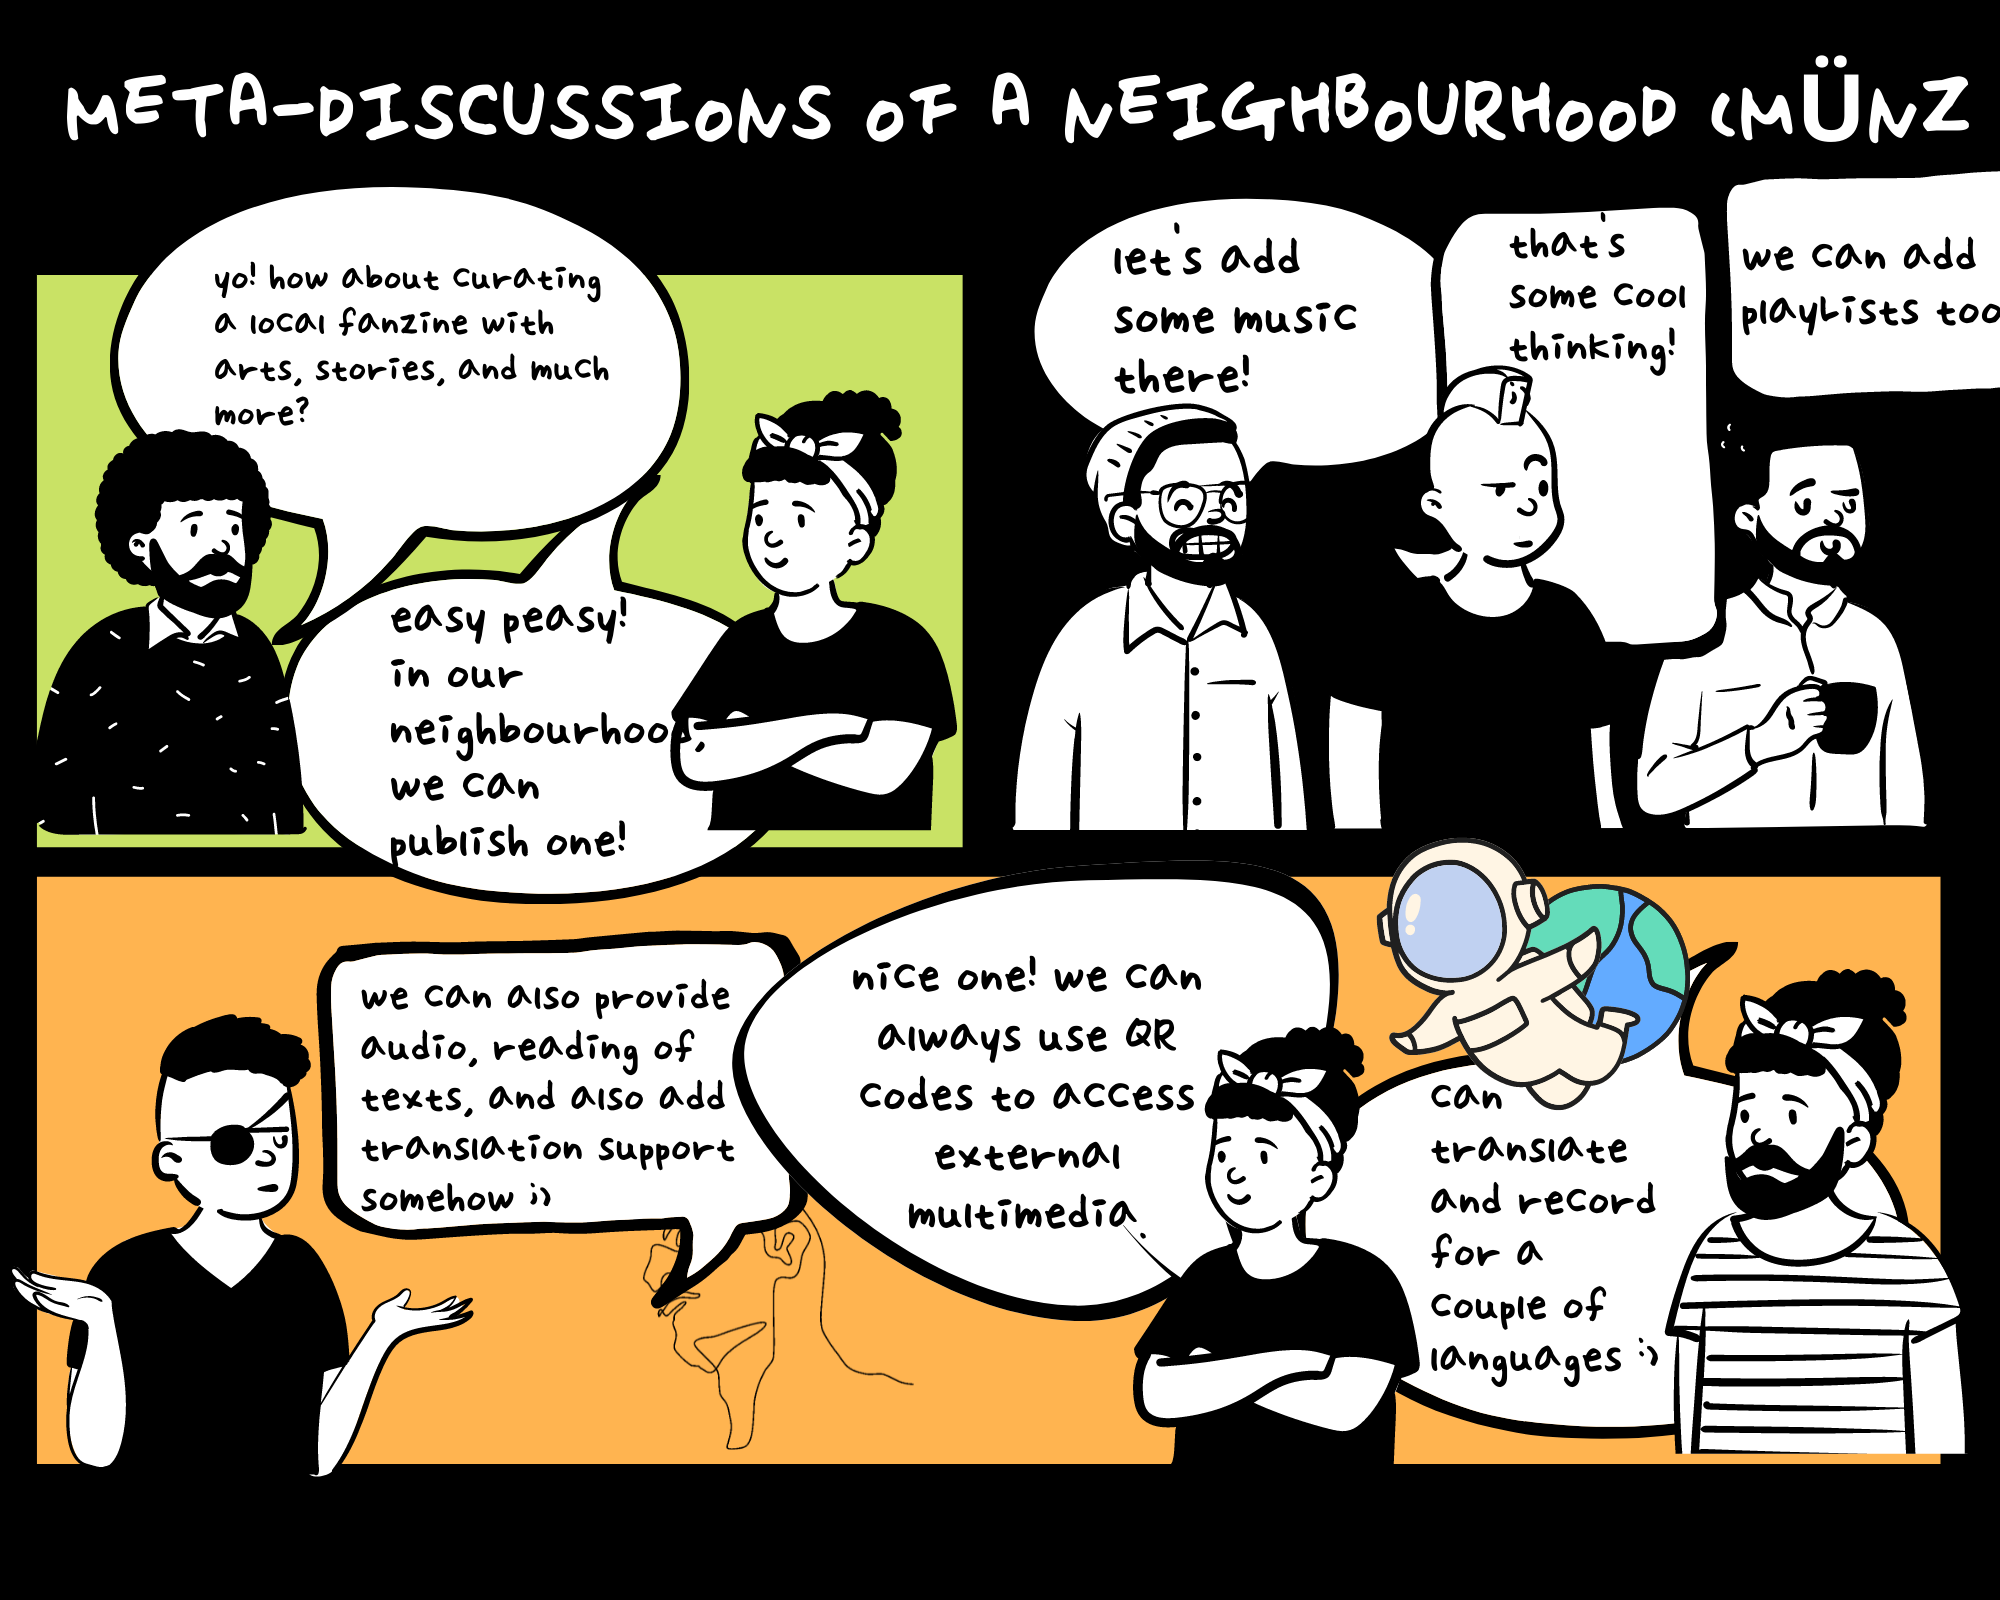 META-DISCUSSIONS OF A NEIGHBOURHOOD (MÜNZ
yo! how about curating
a local fanzine with
arts, stories, and much
more?
easy peasy!
in our
neighbourhood,
we can
publish one!
let's add
some music
there!
that's
some cool
thinking!
we can add
playlists too
we can also provide
audio, reading of
texts, and also add
translation support
somehow ;)
nice one! we can
always use QR
codes to access
external
multimedia.
can
translate
and record
for a
couple of
languages :)